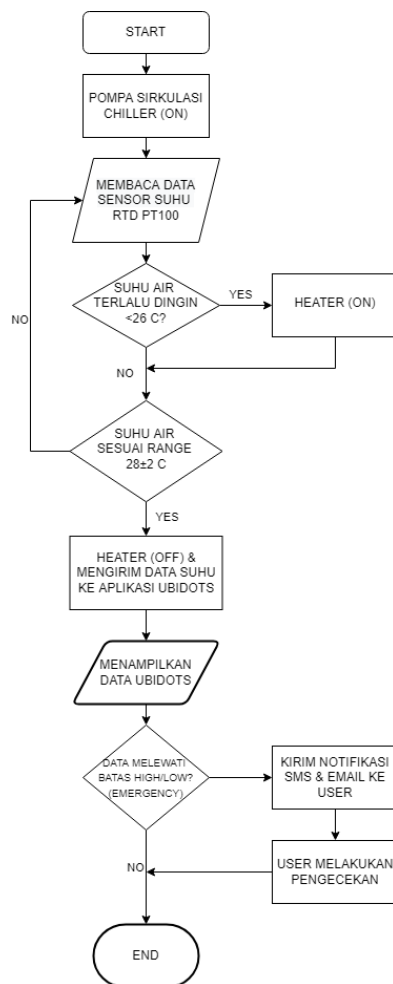 START
POMPA SIRKULASI
CHILLER (ON)
MEMBACA DATA
SENSOR SUHU
RTD PT100
SUHU AIR
TERLALU DINGIN
<26 C?
YES
HEATER (ON)
NO
NO
SUHU AIR
SESUAI RANGE
28±2 C
YES
HEATER (OFF) &
MENGIRIM DATA SUHU
KE APLIKASI UBIDOTS
MENAMPILKAN
DATA UBIDOTS
DATA MELEWATI
BATAS HIGH/LOW?
(EMERGENCY)
KIRIM NOTIFIKASI
SMS & EMAIL KE
USER
USER MELAKUKAN
PENGECEKAN
NO
END